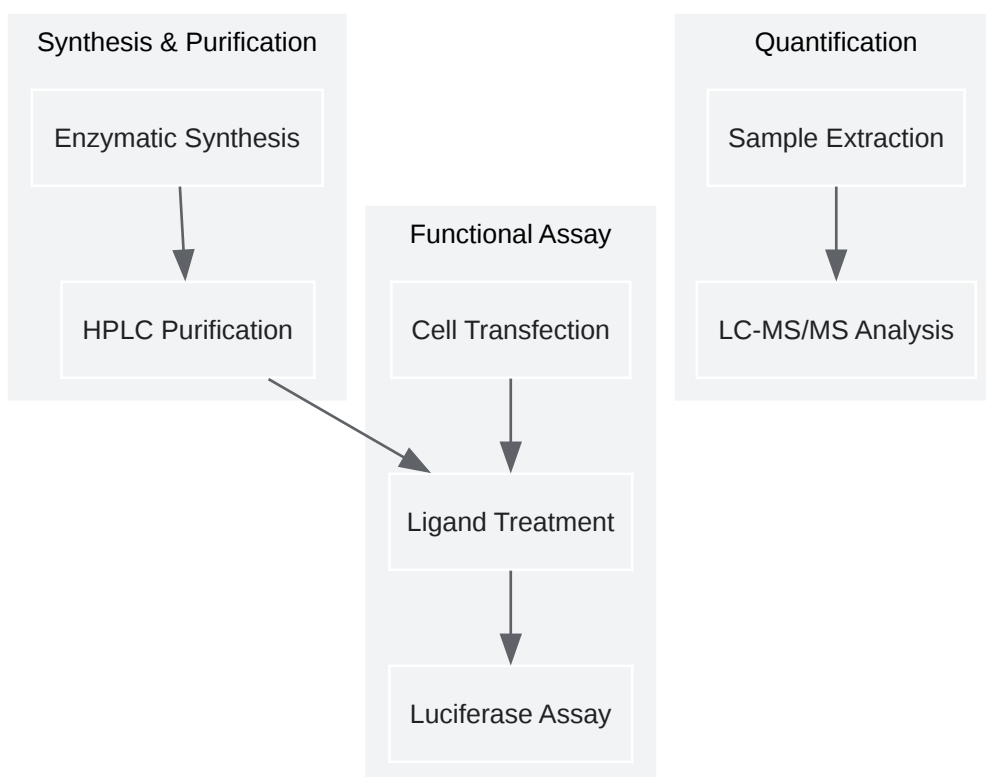 Synthesis & Purification
Enzymatic Synthesis
HPLC Purification
Functional Assay
Cell Transfection
Ligand Treatment
Luciferase Assay
Quantification
Sample Extraction
LC-MS/MS Analysis